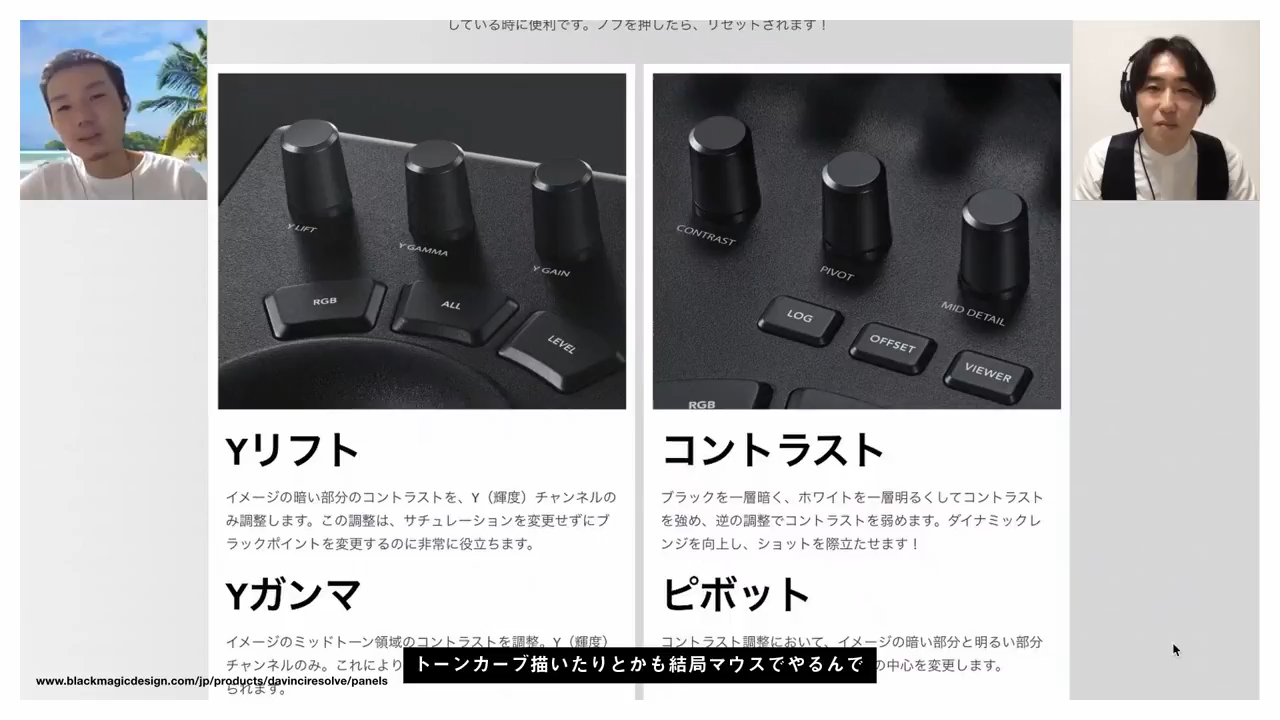 している時に便利です。ノブを押したら、リセットされます！
Y LIFT
Y GAMMA
Y GAIN
RGB
ALL
LEVEL
CONTRAST
PIVOT
MID DETAIL
LOG
OFFSET
VIEWER
RGB
Yリフト
イメージの暗い部分のコントラストを、Y（輝度）チャンネルの
み調整します。この調整は、サチュレーションを変更せずにブ
ラックポイントを変更するのに非常に役立ちます。
Yガンマ
イメージのミッドトーン領域のコントラストを調整。Y（輝度）
チャンネルのみ。これにより
られます。
コントラスト
ブラックを一層暗く、ホワイトを一層明るくしてコントラスト
を強め、逆の調整でコントラストを弱めます。ダイナミックレ
ンジを向上し、ショットを際立たせます！
ピボット
コントラスト調整において、イメージの暗い部分と明るい部分
の中心を変更します。
トーンカーブ描いたりとかも結局マウスでやるんで
www.blackmagicdesign.com/jp/products/davinciresolve/panels